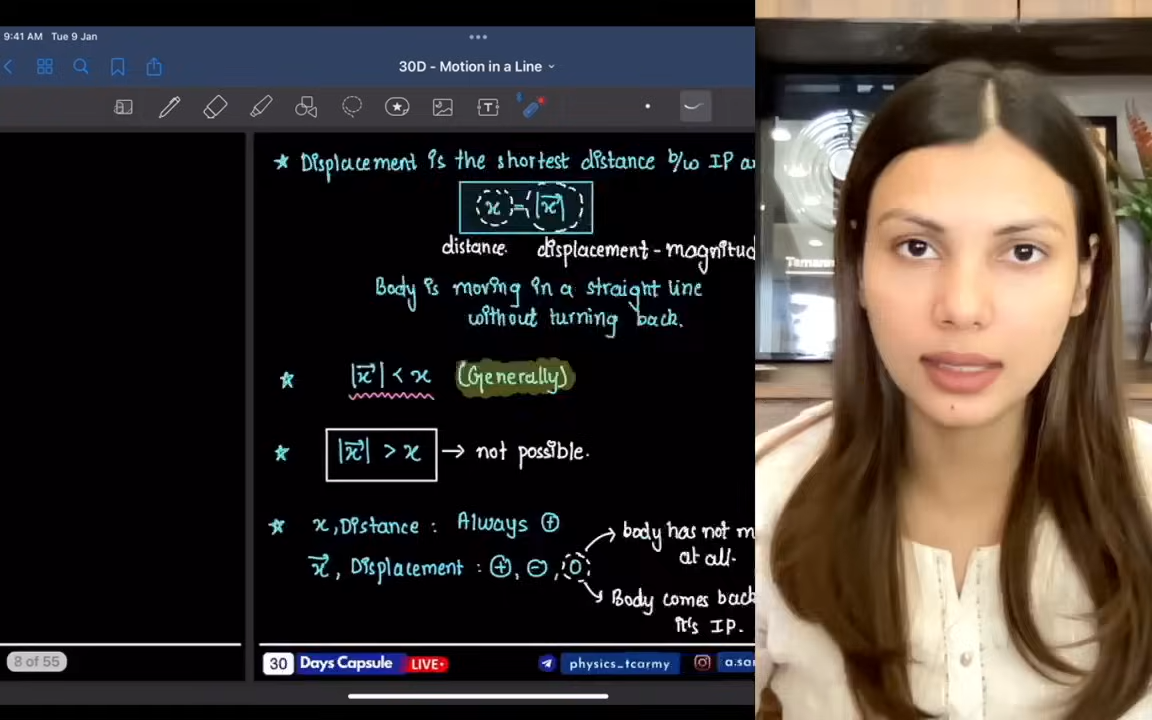 9:41 AM Tue 9 Jan
30D - Motion in a Line
T
★ Displacement is the shortest distance b/w IP
x = |x⃗|
distance. displacement - magnitud
Body is moving in a straight line
without turning back.
★ |x⃗| < x (Generally)
★ |x⃗| > x → not possible.
★ x, Distance : Always ⊕
x⃗, Displacement : ⊕, ⊖, 0
body has not m
at all.
Body comes back
it's IP.
8 of 55
30 Days Capsule LIVE
physics_tcarmy
a.sar
Tamann